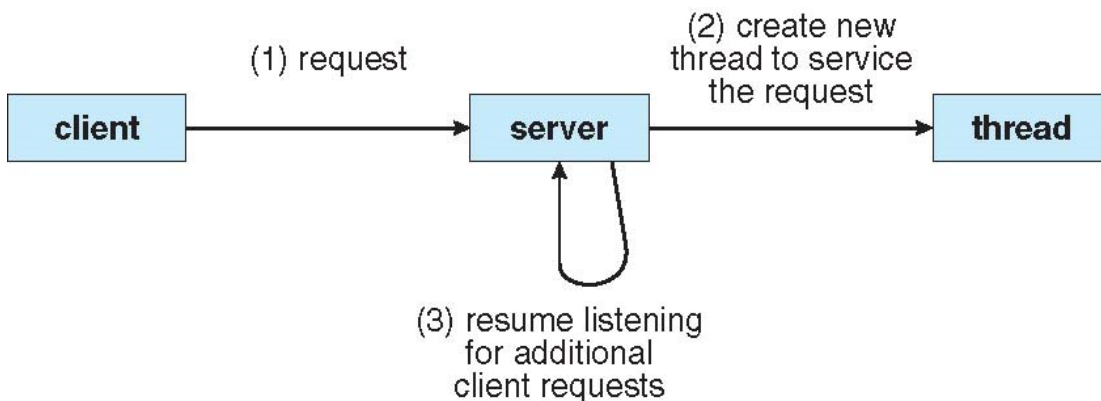 (1) request
(2) create new
thread to service
the request
client
server
thread
(3) resume listening
for additional
client requests